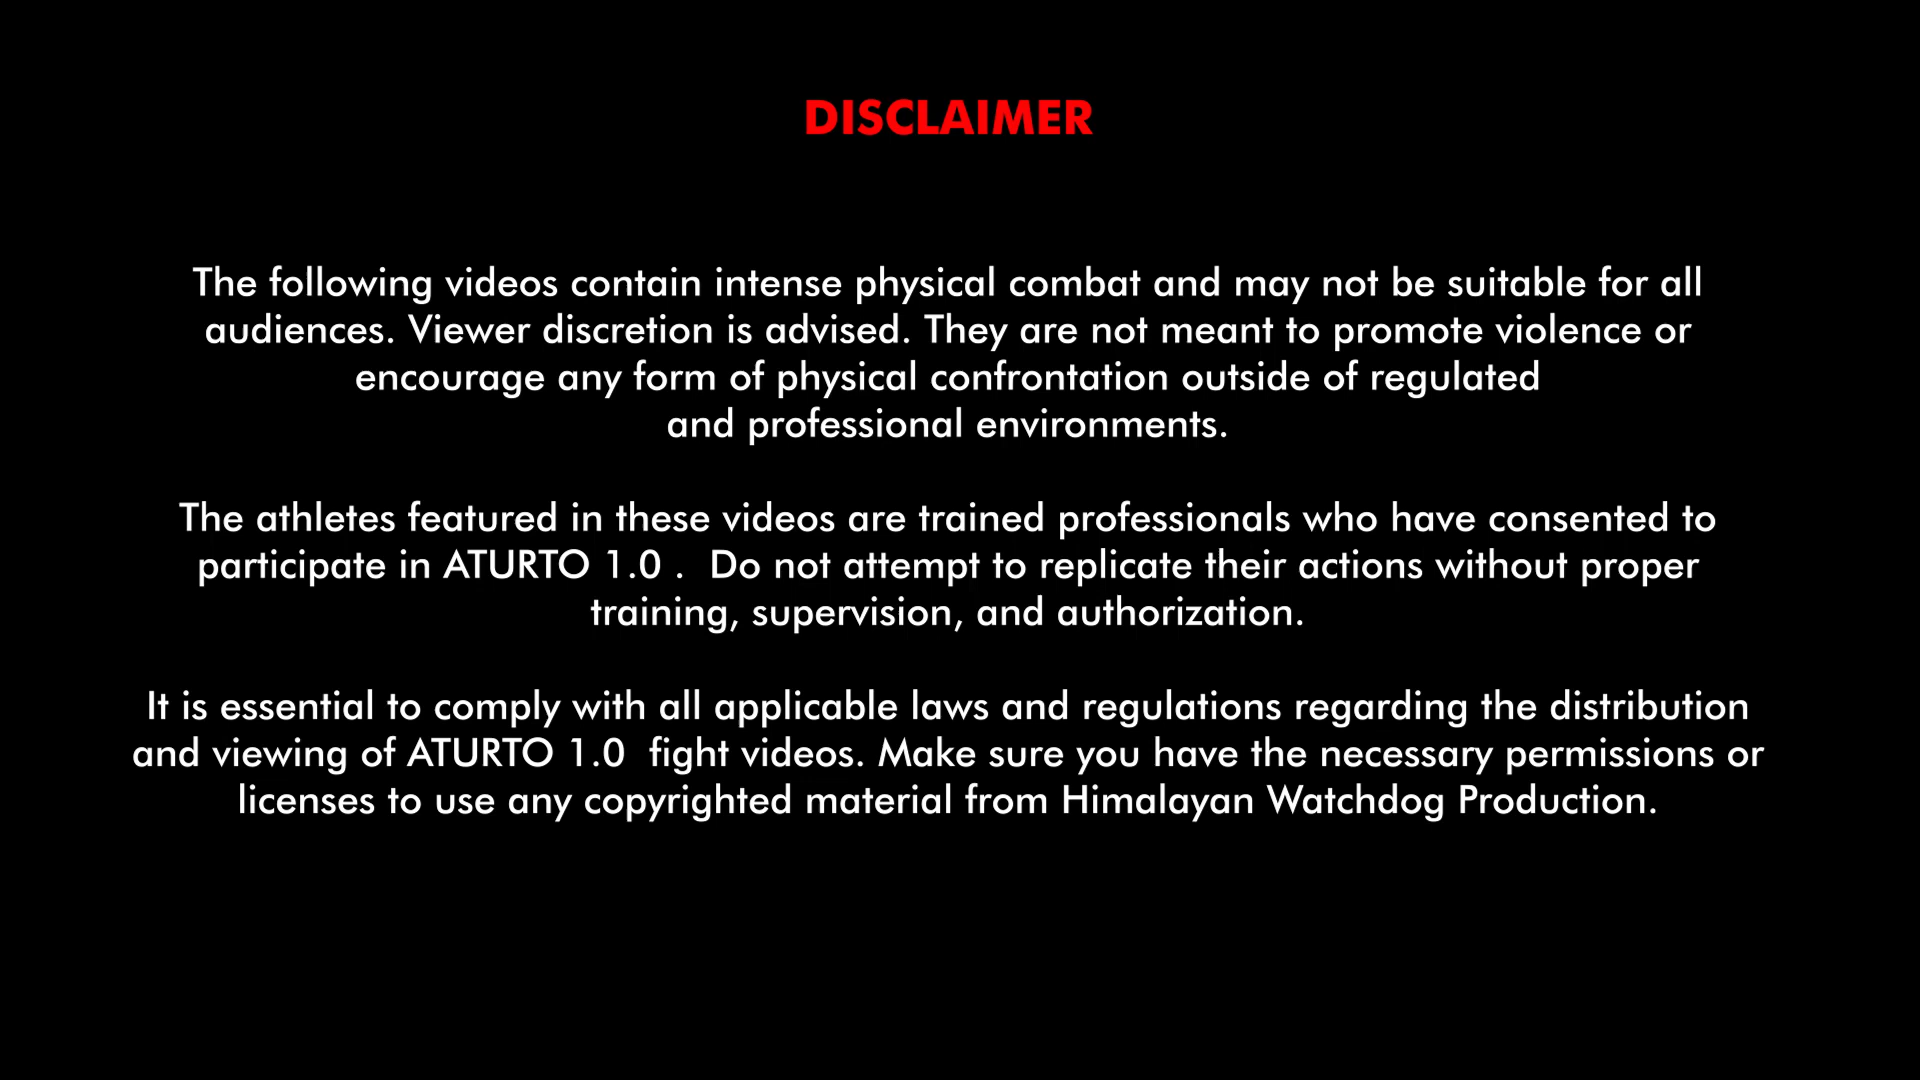 DISCLAIMER
The following videos contain intense physical combat and may not be suitable for all
audiences. Viewer discretion is advised. They are not meant to promote violence or
encourage any form of physical confrontation outside of regulated
and professional environments.
The athletes featured in these videos are trained professionals who have consented to
participate in ATURTO 1.0 .  Do not attempt to replicate their actions without proper
training, supervision, and authorization.
It is essential to comply with all applicable laws and regulations regarding the distribution
and viewing of ATURTO 1.0  fight videos. Make sure you have the necessary permissions or
licenses to use any copyrighted material from Himalayan Watchdog Production.